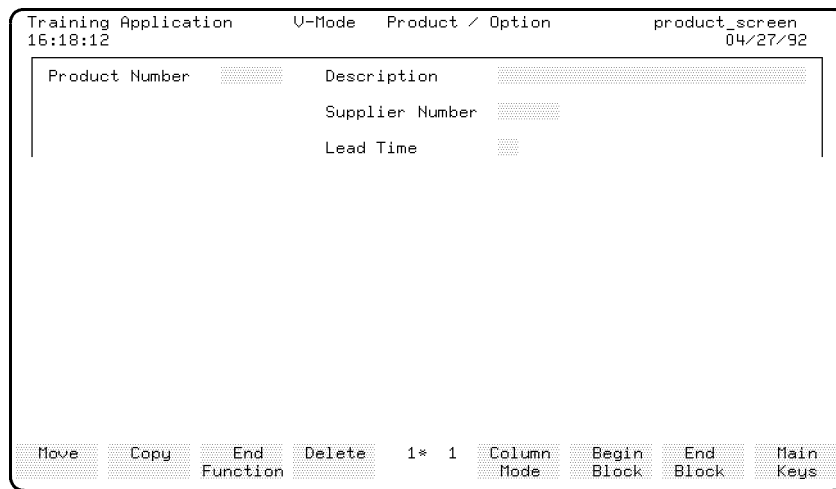 Training Application V-Mode Product / Option product_screen
16:18:12 04/27/92
Product Number Description
Supplier Number
Lead Time
Move Copy End Delete 1* 1 Column Begin End Main
Function Mode Block Block Keys